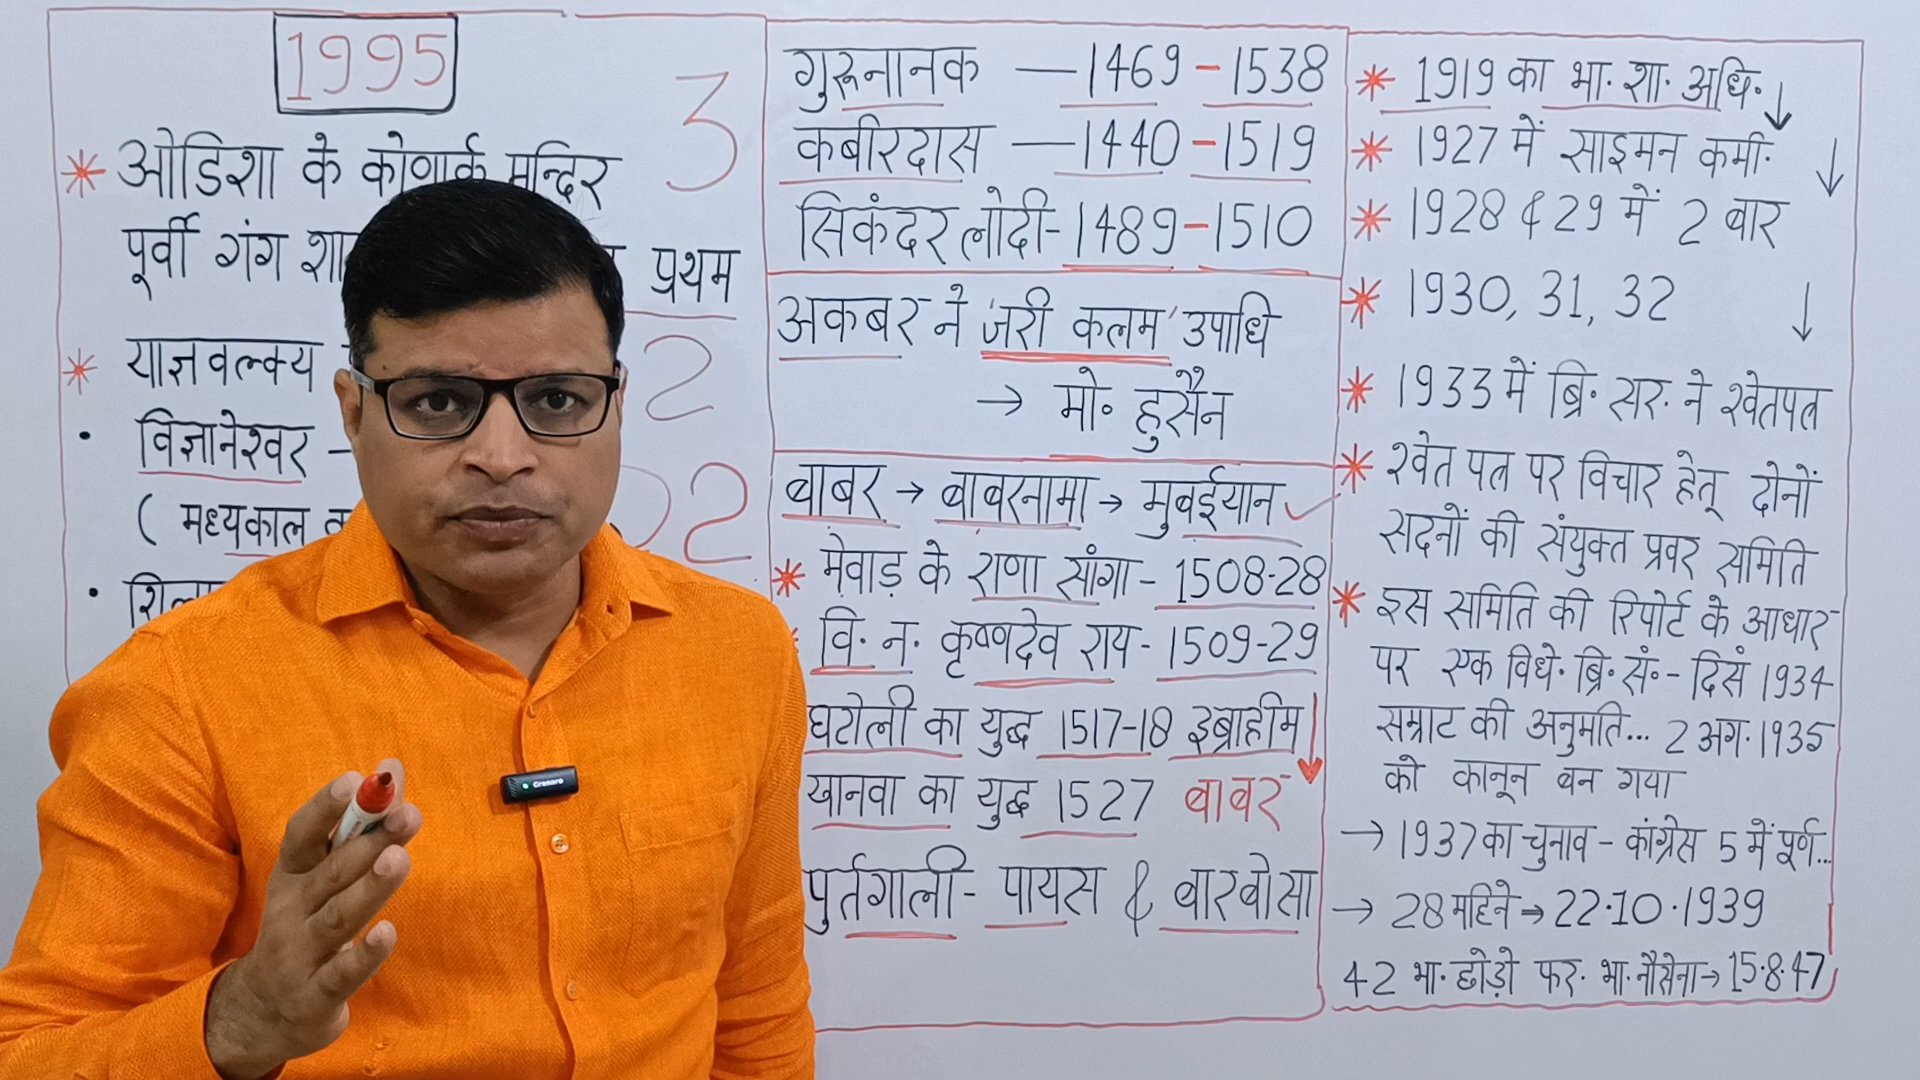 1995
3
ओडिशा के कोणार्क मन्दिर
पूर्वी गंग प्रथम
याज्ञवल्क्य
2
विज्ञानेश्वर –
(मध्यकाल
2
गुरूनानक — 1469 – 1538
कबीरदास — 1440 – 1519
सिकंदर लोदी - 1489 – 1510
अकबर ने 'जरी कलम' उपाधि
→ मो० हुसैन
बाबर → बाबरनामा → मुबईयान
मेवाड़ के राणा सांगा - 1508-28
वि. न. कृष्णदेव राय - 1509-29
घटोली का युद्ध 1517-18 इब्राहीम
खानवा का युद्ध 1527 बाबर
पुर्तगाली - पायस & बारबोसा
1919 का भा. शा. अधि.
1927 में साइमन कमी.
1928 & 29 में 2 बार
1930, 31, 32
1933 में ब्रि. सर. ने श्वेतपत्र
श्वेत पत्र पर विचार हेतू दोनों
सदनों की संयुक्त प्रवर समिति
इस समिति की रिपोर्ट के आधार
पर एक विधे. ब्रि. सं. - दिसं 1934
सम्राट की अनुमति... 2 अग. 1935
को कानून बन गया
→ 1937 का चुनाव - कांग्रेस 5 में पूर्ण...
→ 28 महिने → 22.10.1939
42 भा. छोड़ो फर. भा. नौसेना → 15.8.47
Grenaro